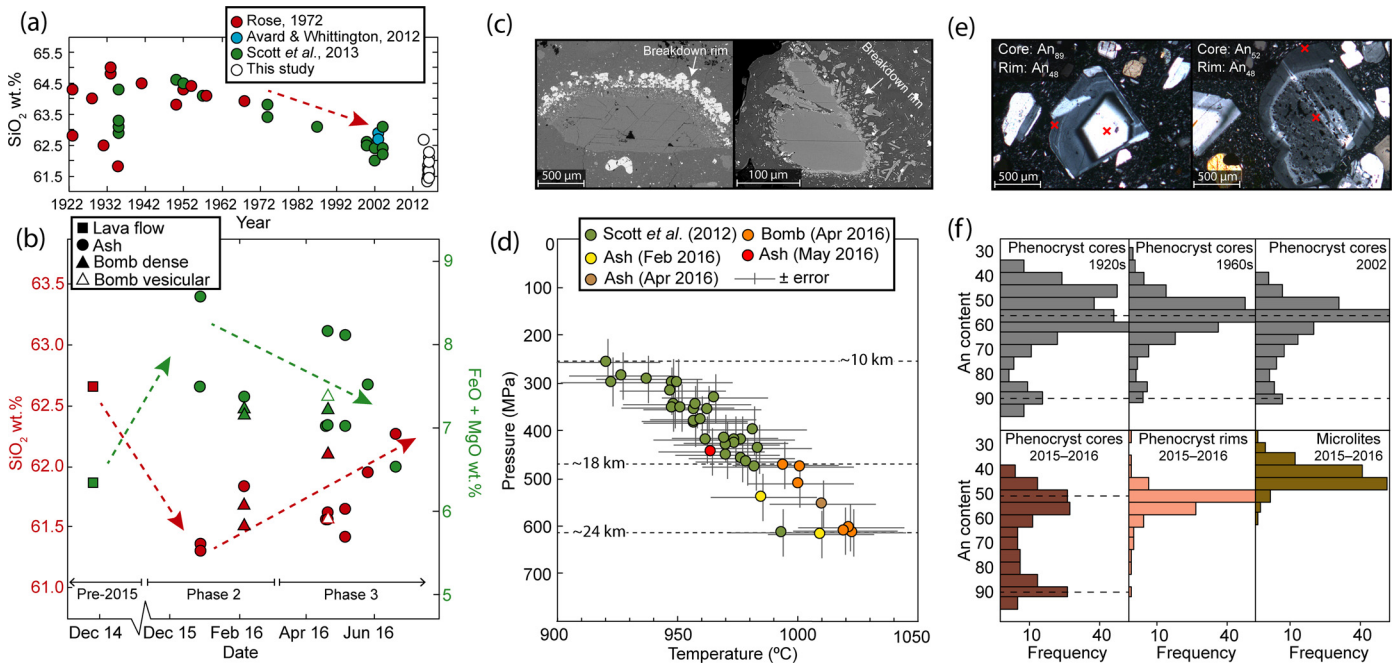 (a)
Rose, 1972
Avard & Whittington, 2012
Scott et al., 2013
This study
65.5
64.5
63.5
62.5
61.5
SiO2 wt.%
1922 1932 1942 1952 1962 1972 1982 1992 2002 2012
Year
(b)
Lava flow
Ash
Bomb dense
Bomb vesicular
63.5
63.0
62.5
62.0
61.5
61.0
SiO2 wt.%
9
8
7
6
5
FeO + MgO wt.%
Pre-2015
Phase 2
Phase 3
Dec 14 Dec 15 Feb 16 Apr 16 Jun 16
Date
(c)
Breakdown rim
500 µm
Breakdown rim
100 µm
(d)
Scott et al. (2012)
Bomb (Apr 2016)
Ash (Feb 2016)
Ash (May 2016)
Ash (Apr 2016)
± error
0
100
200
300
400
500
600
700
Pressure (MPa)
~10 km
~18 km
~24 km
900 950 1000 1050
Temperature (ºC)
(e)
Core: An89
Rim: An48
500 µm
Core: An52
Rim: An48
500 µm
(f)
30
40
50
60
70
80
90
An content
Phenocryst cores
1920s
Phenocryst cores
1960s
Phenocryst cores
2002
30
40
50
60
70
80
90
An content
Phenocryst cores
2015–2016
Phenocryst rims
2015–2016
Microlites
2015–2016
10 40 10 40 10 40
Frequency Frequency Frequency